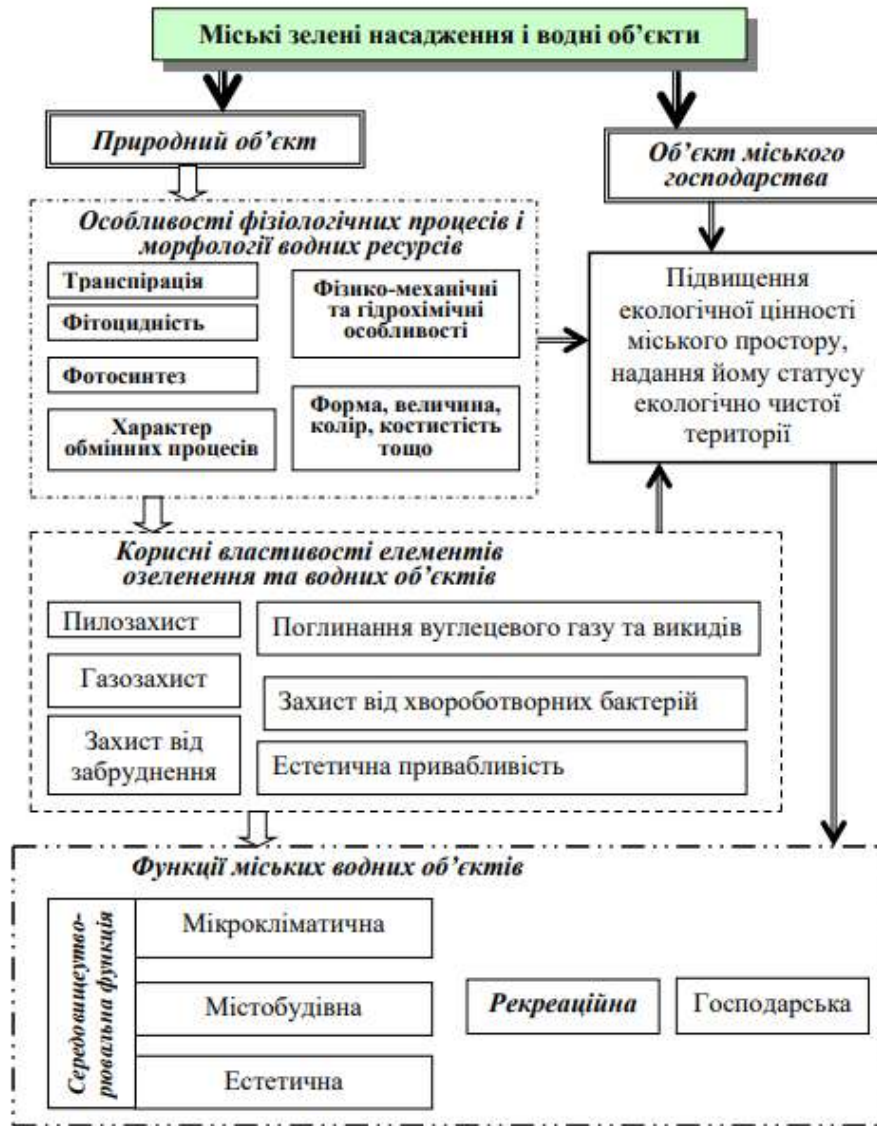 Міські зелені насадження і водні об’єкти
Природний об’єкт
Об’єкт міського
господарства
Особливості фізіологічних процесів і
морфології водних ресурсів
Транспірація
Фітоцидність
Фотосинтез
Характер
обмінних процесів
Фізико-механічні
та гідрохімічні
особливості
Форма, величина,
колір, костистість
тощо
Підвищення
екологічної цінності
міського простору,
надання йому статусу
екологічно чистої
території
Корисні властивості елементів
озеленення та водних об’єктів
Пилозахист
Газозахист
Захист від
забруднення
Поглинання вуглецевого газу та викидів
Захист від хвороботворних бактерій
Естетична привабливість
Функції міських водних об’єктів
Середовищеутво-
рювальна функція
Мікрокліматична
Містобудівна
Естетична
Рекреаційна
Господарська